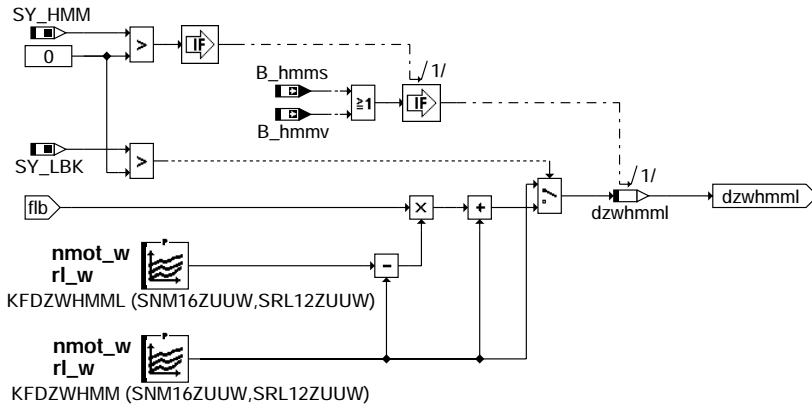 SY_HMM
>
IF
0
/1/
B_hmms
≧1
IF
B_hmmv
SY_LBK
>
/1/
flb
×
+
dzwhmml
dzwhmml
nmot_w
rl_w
P
−
KFDZWHMML (SNM16ZUUW,SRL12ZUUW)
nmot_w
rl_w
P
KFDZWHMM (SNM16ZUUW,SRL12ZUUW)